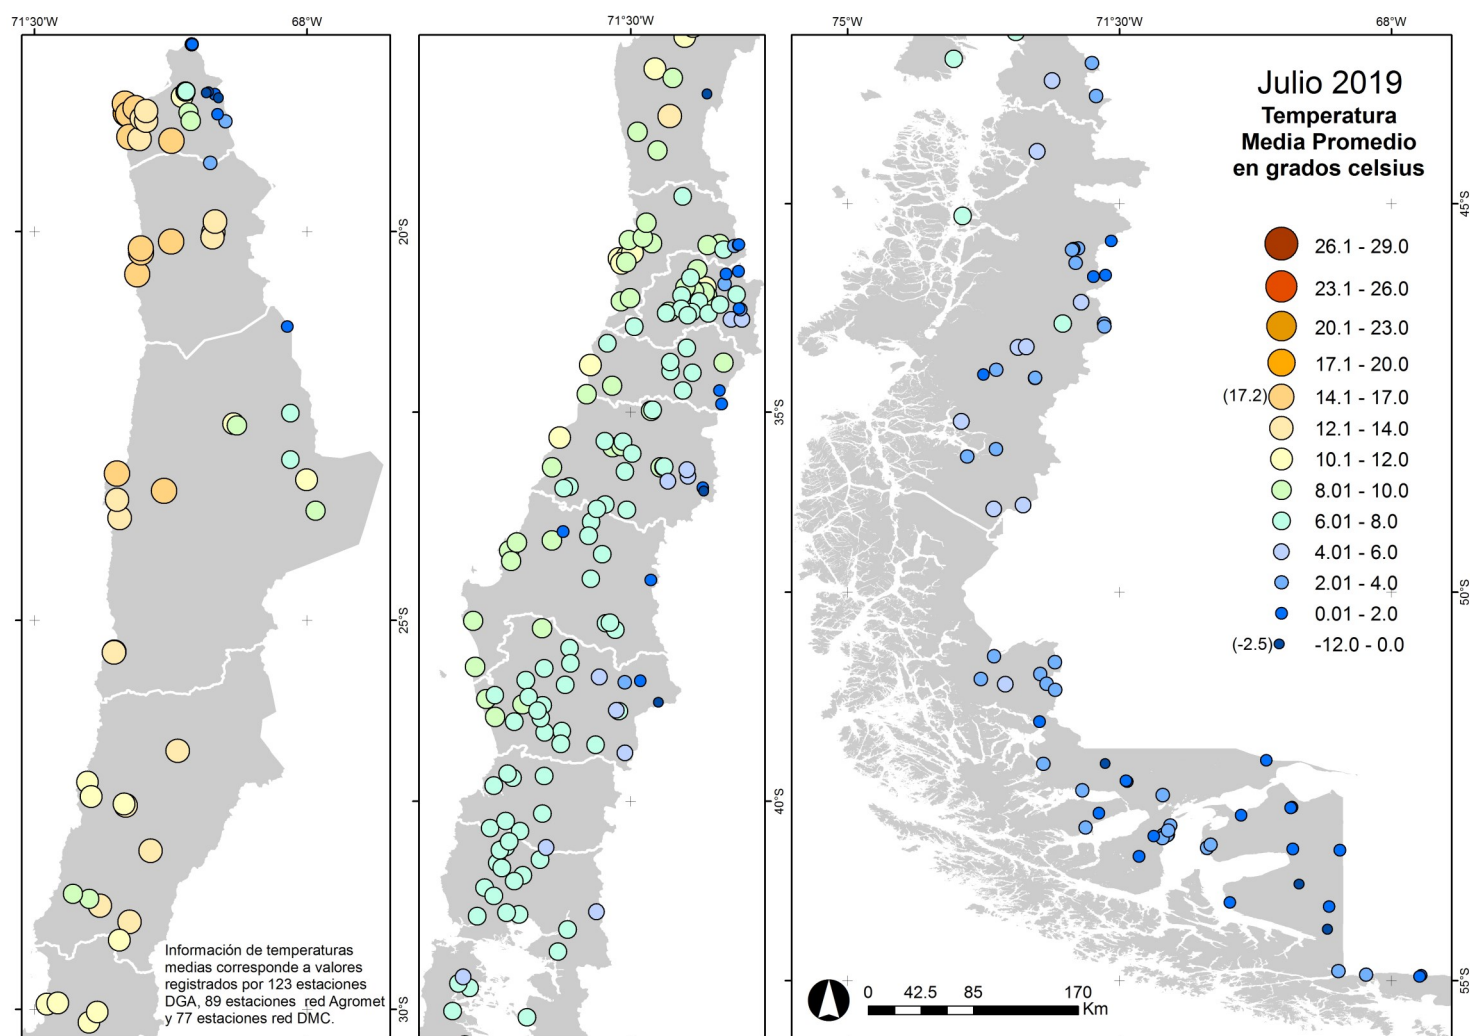 71°30'W
68°W
71°30'W
75°W
71°30'W
68°W
Julio 2019
Temperatura
Media Promedio
en grados celsius
26.1 - 29.0
23.1 - 26.0
20.1 - 23.0
17.1 - 20.0
(17.2) 14.1 - 17.0
12.1 - 14.0
10.1 - 12.0
8.01 - 10.0
6.01 - 8.0
4.01 - 6.0
2.01 - 4.0
0.01 - 2.0
(-2.5) -12.0 - 0.0
20°S
25°S
30°S
35°S
40°S
45°S
50°S
55°S
Información de temperaturas
medias corresponde a valores
registrados por 123 estaciones
DGA, 89 estaciones red Agromet
y 77 estaciones red DMC.
0 42.5 85 170
Km